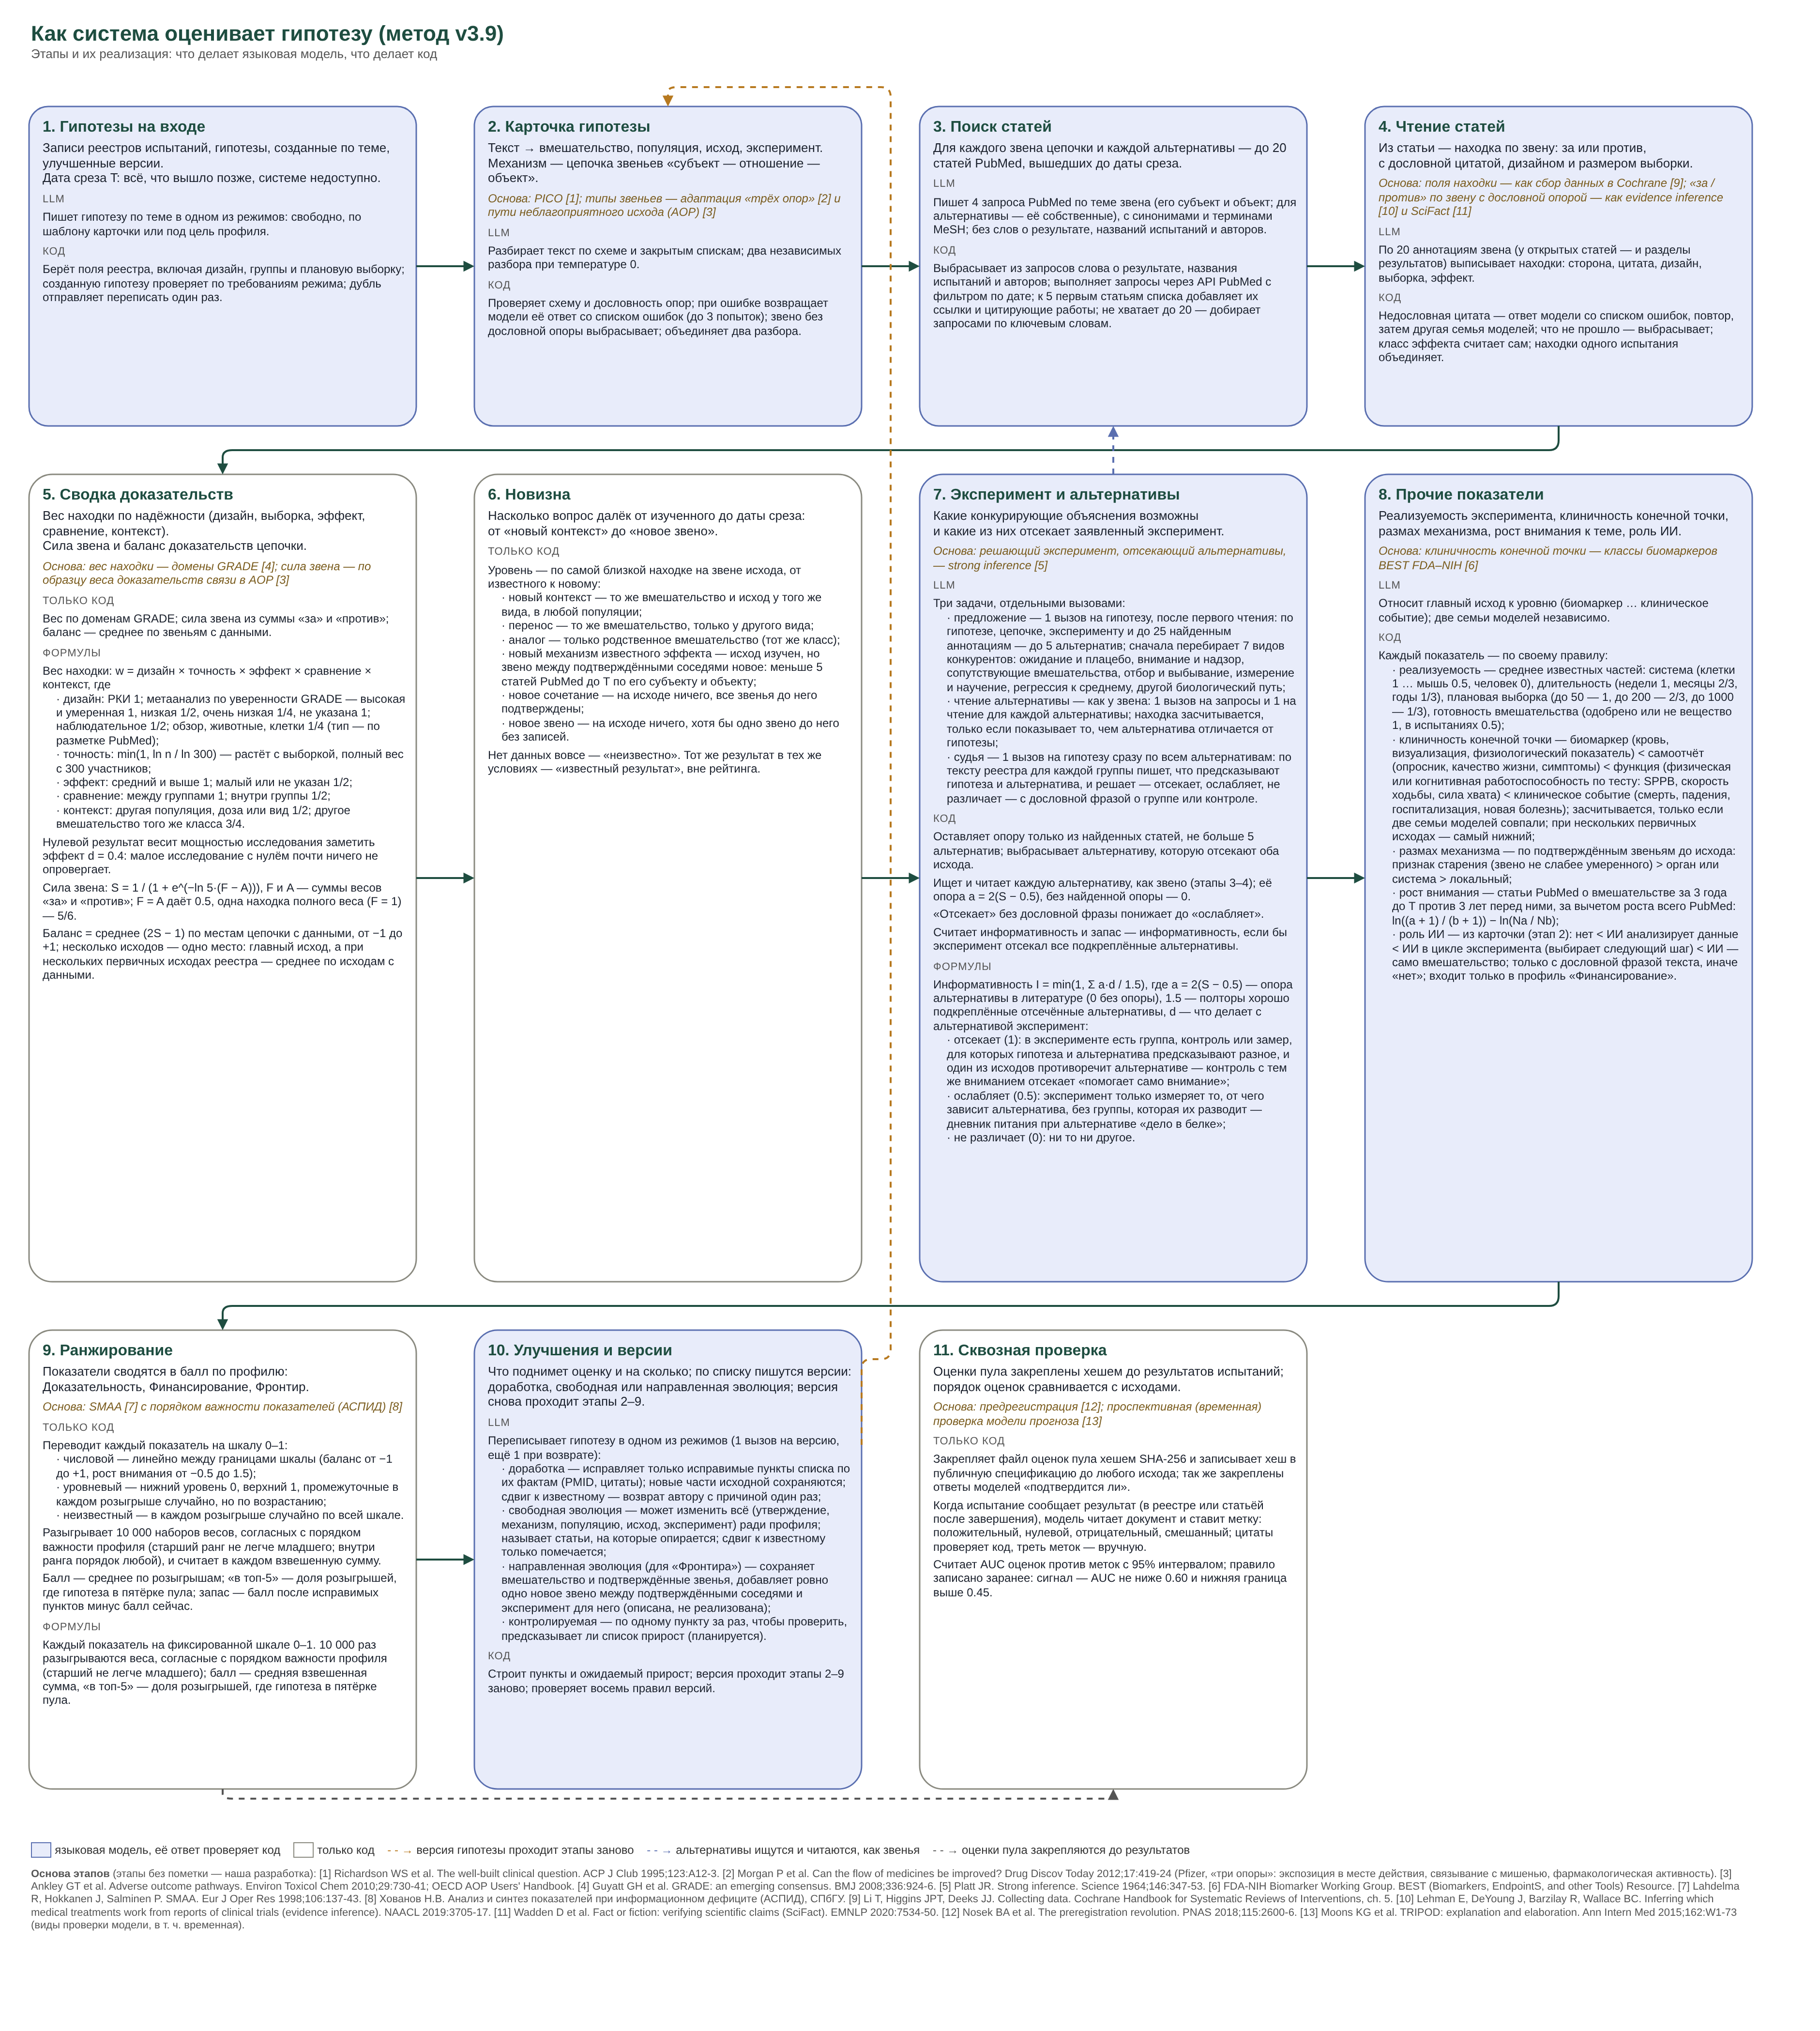 Как система оценивает гипотезу (метод v3.9)
Этапы и их реализация: что делает языковая модель, что делает код
1. Гипотезы на входе
Записи реестров испытаний, гипотезы, созданные по теме,
улучшенные версии.
Дата среза T: всё, что вышло позже, системе недоступно.
LLM
Пишет гипотезу по теме в одном из режимов: свободно, по
шаблону карточки или под цель профиля.
КОД
Берёт поля реестра, включая дизайн, группы и плановую выборку;
созданную гипотезу проверяет по требованиям режима; дубль
отправляет переписать один раз.
2. Карточка гипотезы
Текст → вмешательство, популяция, исход, эксперимент.
Механизм — цепочка звеньев «субъект — отношение —
объект».
Основа: PICO [1]; типы звеньев — адаптация «трёх опор» [2] и
пути неблагоприятного исхода (AOP) [3]
LLM
Разбирает текст по схеме и закрытым спискам; два независимых
разбора при температуре 0.
КОД
Проверяет схему и дословность опор; при ошибке возвращает
модели её ответ со списком ошибок (до 3 попыток); звено без
дословной опоры выбрасывает; объединяет два разбора.
3. Поиск статей
Для каждого звена цепочки и каждой альтернативы — до 20
статей PubMed, вышедших до даты среза.
LLM
Пишет 4 запроса PubMed по теме звена (его субъект и объект; для
альтернативы — её собственные), с синонимами и терминами
MeSH; без слов о результате, названий испытаний и авторов.
КОД
Выбрасывает из запросов слова о результате, названия
испытаний и авторов; выполняет запросы через API PubMed с
фильтром по дате; к 5 первым статьям списка добавляет их
ссылки и цитирующие работы; не хватает до 20 — добирает
запросами по ключевым словам.
4. Чтение статей
Из статьи — находка по звену: за или против,
с дословной цитатой, дизайном и размером выборки.
Основа: поля находки — как сбор данных в Cochrane [9]; «за /
против» по звену с дословной опорой — как evidence inference
[10] и SciFact [11]
LLM
По 20 аннотациям звена (у открытых статей — и разделы
результатов) выписывает находки: сторона, цитата, дизайн,
выборка, эффект.
КОД
Недословная цитата — ответ модели со списком ошибок, повтор,
затем другая семья моделей; что не прошло — выбрасывает;
класс эффекта считает сам; находки одного испытания
объединяет.
5. Сводка доказательств
Вес находки по надёжности (дизайн, выборка, эффект,
сравнение, контекст).
Сила звена и баланс доказательств цепочки.
Основа: вес находки — домены GRADE [4]; сила звена — по
образцу веса доказательств связи в AOP [3]
ТОЛЬКО КОД
Вес по доменам GRADE; сила звена из суммы «за» и «против»;
баланс — среднее по звеньям с данными.
ФОРМУЛЫ
Вес находки: w = дизайн × точность × эффект × сравнение ×
контекст, где
· дизайн: РКИ 1; метаанализ по уверенности GRADE — высокая
и умеренная 1, низкая 1/2, очень низкая 1/4, не указана 1;
наблюдательное 1/2; обзор, животные, клетки 1/4 (тип — по
разметке PubMed);
· точность: min(1, ln n / ln 300) — растёт с выборкой, полный вес
с 300 участников;
· эффект: средний и выше 1; малый или не указан 1/2;
· сравнение: между группами 1; внутри группы 1/2;
· контекст: другая популяция, доза или вид 1/2; другое
вмешательство того же класса 3/4.
Нулевой результат весит мощностью исследования заметить
эффект d = 0.4: малое исследование с нулём почти ничего не
опровергает.
Сила звена: S = 1 / (1 + e^(−ln 5·(F − A))), F и A — суммы весов
«за» и «против»; F = A даёт 0.5, одна находка полного веса (F = 1)
— 5/6.
Баланс = среднее (2S − 1) по местам цепочки с данными, от −1 до
+1; несколько исходов — одно место: главный исход, а при
нескольких первичных исходах реестра — среднее по исходам с
данными.
6. Новизна
Насколько вопрос далёк от изученного до даты среза:
от «новый контекст» до «новое звено».
ТОЛЬКО КОД
Уровень — по самой близкой находке на звене исхода, от
известного к новому:
· новый контекст — то же вмешательство и исход у того же
вида, в любой популяции;
· перенос — то же вмешательство, только у другого вида;
· аналог — только родственное вмешательство (тот же класс);
· новый механизм известного эффекта — исход изучен, но
звено между подтверждёнными соседями новое: меньше 5
статей PubMed до T по его субъекту и объекту;
· новое сочетание — на исходе ничего, все звенья до него
подтверждены;
· новое звено — на исходе ничего, хотя бы одно звено до него
без записей.
Нет данных вовсе — «неизвестно». Тот же результат в тех же
условиях — «известный результат», вне рейтинга.
7. Эксперимент и альтернативы
Какие конкурирующие объяснения возможны
и какие из них отсекает заявленный эксперимент.
Основа: решающий эксперимент, отсекающий альтернативы,
— strong inference [5]
LLM
Три задачи, отдельными вызовами:
· предложение — 1 вызов на гипотезу, после первого чтения: по
гипотезе, цепочке, эксперименту и до 25 найденным
аннотациям — до 5 альтернатив; сначала перебирает 7 видов
конкурентов: ожидание и плацебо, внимание и надзор,
сопутствующие вмешательства, отбор и выбывание, измерение
и научение, регрессия к среднему, другой биологический путь;
· чтение альтернативы — как у звена: 1 вызов на запросы и 1 на
чтение для каждой альтернативы; находка засчитывается,
только если показывает то, чем альтернатива отличается от
гипотезы;
· судья — 1 вызов на гипотезу сразу по всем альтернативам: по
тексту реестра для каждой группы пишет, что предсказывают
гипотеза и альтернатива, и решает — отсекает, ослабляет, не
различает — с дословной фразой о группе или контроле.
КОД
Оставляет опору только из найденных статей, не больше 5
альтернатив; выбрасывает альтернативу, которую отсекают оба
исхода.
Ищет и читает каждую альтернативу, как звено (этапы 3–4); её
опора a = 2(S − 0.5), без найденной опоры — 0.
«Отсекает» без дословной фразы понижает до «ослабляет».
Считает информативность и запас — информативность, если бы
эксперимент отсекал все подкреплённые альтернативы.
ФОРМУЛЫ
Информативность I = min(1, Σ a·d / 1.5), где a = 2(S − 0.5) — опора
альтернативы в литературе (0 без опоры), 1.5 — полторы хорошо
подкреплённые отсечённые альтернативы, d — что делает с
альтернативой эксперимент:
· отсекает (1): в эксперименте есть группа, контроль или замер,
для которых гипотеза и альтернатива предсказывают разное, и
один из исходов противоречит альтернативе — контроль с тем
же вниманием отсекает «помогает само внимание»;
· ослабляет (0.5): эксперимент только измеряет то, от чего
зависит альтернатива, без группы, которая их разводит —
дневник питания при альтернативе «дело в белке»;
· не различает (0): ни то ни другое.
8. Прочие показатели
Реализуемость эксперимента, клиничность конечной точки,
размах механизма, рост внимания к теме, роль ИИ.
Основа: клиничность конечной точки — классы биомаркеров
BEST FDA–NIH [6]
LLM
Относит главный исход к уровню (биомаркер … клиническое
событие); две семьи моделей независимо.
КОД
Каждый показатель — по своему правилу:
· реализуемость — среднее известных частей: система (клетки
1 … мышь 0.5, человек 0), длительность (недели 1, месяцы 2/3,
годы 1/3), плановая выборка (до 50 — 1, до 200 — 2/3, до 1000
— 1/3), готовность вмешательства (одобрено или не вещество
1, в испытаниях 0.5);
· клиничность конечной точки — биомаркер (кровь,
визуализация, физиологический показатель) < самоотчёт
(опросник, качество жизни, симптомы) < функция (физическая
или когнитивная работоспособность по тесту: SPPB, скорость
ходьбы, сила хвата) < клиническое событие (смерть, падения,
госпитализация, новая болезнь); засчитывается, только если
две семьи моделей совпали; при нескольких первичных
исходах — самый нижний;
· размах механизма — по подтверждённым звеньям до исхода:
признак старения (звено не слабее умеренного) > орган или
система > локальный;
· рост внимания — статьи PubMed о вмешательстве за 3 года
до T против 3 лет перед ними, за вычетом роста всего PubMed:
ln((a + 1) / (b + 1)) − ln(Na / Nb);
· роль ИИ — из карточки (этап 2): нет < ИИ анализирует данные
< ИИ в цикле эксперимента (выбирает следующий шаг) < ИИ —
само вмешательство; только с дословной фразой текста, иначе
«нет»; входит только в профиль «Финансирование».
9. Ранжирование
Показатели сводятся в балл по профилю:
Доказательность, Финансирование, Фронтир.
Основа: SMAA [7] с порядком важности показателей (АСПИД) [8]
ТОЛЬКО КОД
Переводит каждый показатель на шкалу 0–1:
· числовой — линейно между границами шкалы (баланс от −1
до +1, рост внимания от −0.5 до 1.5);
· уровневый — нижний уровень 0, верхний 1, промежуточные в
каждом розыгрыше случайно, но по возрастанию;
· неизвестный — в каждом розыгрыше случайно по всей шкале.
Разыгрывает 10 000 наборов весов, согласных с порядком
важности профиля (старший ранг не легче младшего; внутри
ранга порядок любой), и считает в каждом взвешенную сумму.
Балл — среднее по розыгрышам; «в топ-5» — доля розыгрышей,
где гипотеза в пятёрке пула; запас — балл после исправимых
пунктов минус балл сейчас.
ФОРМУЛЫ
Каждый показатель на фиксированной шкале 0–1. 10 000 раз
разыгрываются веса, согласные с порядком важности профиля
(старший не легче младшего); балл — средняя взвешенная
сумма, «в топ-5» — доля розыгрышей, где гипотеза в пятёрке
пула.
10. Улучшения и версии
Что поднимет оценку и на сколько; по списку пишутся версии:
доработка, свободная или направленная эволюция; версия
снова проходит этапы 2–9.
LLM
Переписывает гипотезу в одном из режимов (1 вызов на версию,
ещё 1 при возврате):
· доработка — исправляет только исправимые пункты списка по
их фактам (PMID, цитаты); новые части исходной сохраняются;
сдвиг к известному — возврат автору с причиной один раз;
· свободная эволюция — может изменить всё (утверждение,
механизм, популяцию, исход, эксперимент) ради профиля;
называет статьи, на которые опирается; сдвиг к известному
только помечается;
· направленная эволюция (для «Фронтира») — сохраняет
вмешательство и подтверждённые звенья, добавляет ровно
одно новое звено между подтверждёнными соседями и
эксперимент для него (описана, не реализована);
· контролируемая — по одному пункту за раз, чтобы проверить,
предсказывает ли список прирост (планируется).
КОД
Строит пункты и ожидаемый прирост; версия проходит этапы 2–9
заново; проверяет восемь правил версий.
11. Сквозная проверка
Оценки пула закреплены хешем до результатов испытаний;
порядок оценок сравнивается с исходами.
Основа: предрегистрация [12]; проспективная (временная)
проверка модели прогноза [13]
ТОЛЬКО КОД
Закрепляет файл оценок пула хешем SHA-256 и записывает хеш в
публичную спецификацию до любого исхода; так же закреплены
ответы моделей «подтвердится ли».
Когда испытание сообщает результат (в реестре или статьёй
после завершения), модель читает документ и ставит метку:
положительный, нулевой, отрицательный, смешанный; цитаты
проверяет код, треть меток — вручную.
Считает AUC оценок против меток с 95% интервалом; правило
записано заранее: сигнал — AUC не ниже 0.60 и нижняя граница
выше 0.45.
языковая модель, её ответ проверяет код только код - - → версия гипотезы проходит этапы заново - - → альтернативы ищутся и читаются, как звенья - - → оценки пула закрепляются до результатов
Основа этапов (этапы без пометки — наша разработка): [1] Richardson WS et al. The well-built clinical question. ACP J Club 1995;123:A12-3. [2] Morgan P et al. Can the flow of medicines be improved? Drug Discov Today 2012;17:419-24 (Pfizer, «три опоры»: экспозиция в месте действия, связывание с мишенью, фармакологическая активность). [3]
Ankley GT et al. Adverse outcome pathways. Environ Toxicol Chem 2010;29:730-41; OECD AOP Users' Handbook. [4] Guyatt GH et al. GRADE: an emerging consensus. BMJ 2008;336:924-6. [5] Platt JR. Strong inference. Science 1964;146:347-53. [6] FDA-NIH Biomarker Working Group. BEST (Biomarkers, EndpointS, and other Tools) Resource. [7] Lahdelma
R, Hokkanen J, Salminen P. SMAA. Eur J Oper Res 1998;106:137-43. [8] Хованов Н.В. Анализ и синтез показателей при информационном дефиците (АСПИД), СПбГУ. [9] Li T, Higgins JPT, Deeks JJ. Collecting data. Cochrane Handbook for Systematic Reviews of Interventions, ch. 5. [10] Lehman E, DeYoung J, Barzilay R, Wallace BC. Inferring which
medical treatments work from reports of clinical trials (evidence inference). NAACL 2019:3705-17. [11] Wadden D et al. Fact or fiction: verifying scientific claims (SciFact). EMNLP 2020:7534-50. [12] Nosek BA et al. The preregistration revolution. PNAS 2018;115:2600-6. [13] Moons KG et al. TRIPOD: explanation and elaboration. Ann Intern Med 2015;162:W1-73
(виды проверки модели, в т. ч. временная).